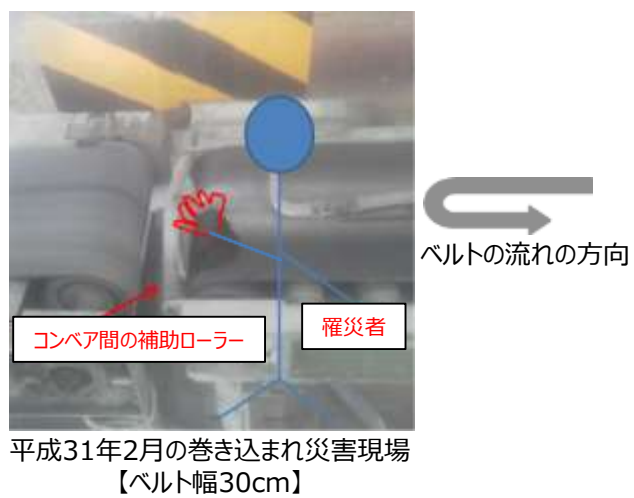 ベルトの流れの方向
コンベア間の補助ローラー
罹災者
平成31年2月の巻き込まれ災害現場
【ベルト幅30cm】